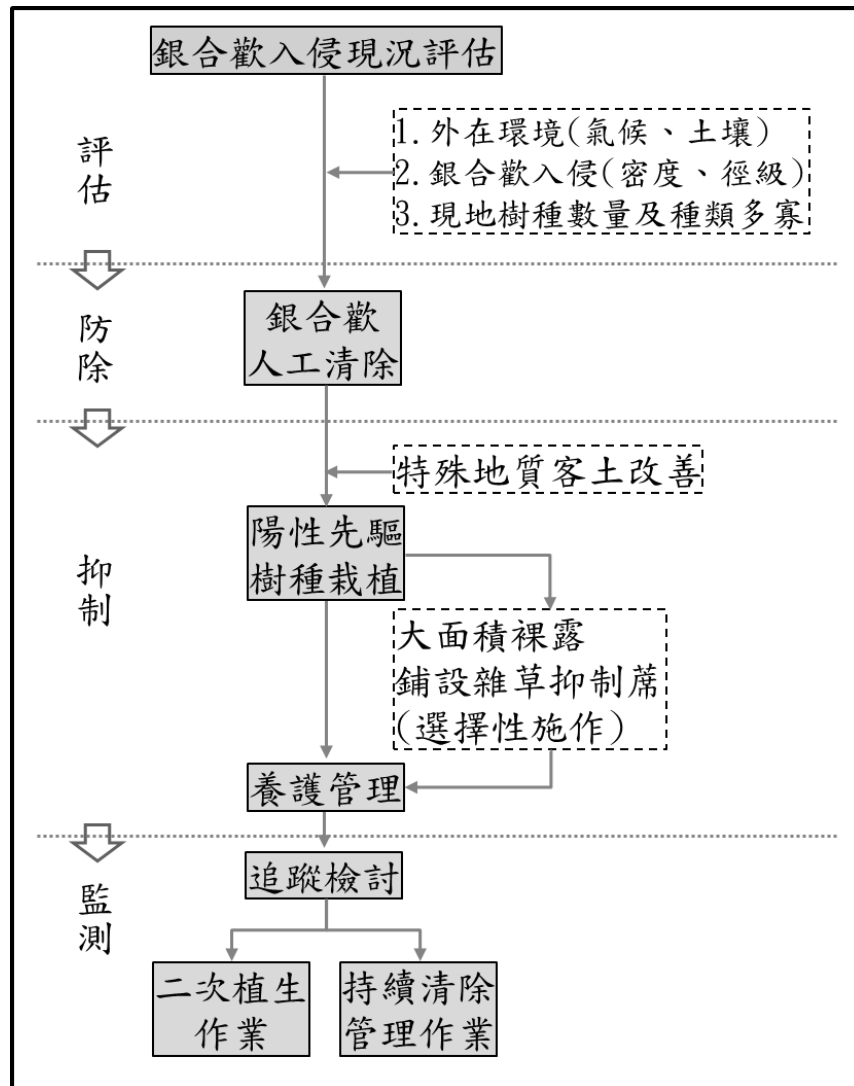 銀合歡入侵現況評估
評估
1.外在環境(氣候、土壤)
2.銀合歡入侵(密度、徑級)
3.現地樹種數量及種類多寡
防除
銀合歡
人工清除
抑制
特殊地質客土改善
陽性先驅
樹種栽植
大面積裸露
鋪設雜草抑制蓆
(選擇性施作)
養護管理
監測
追蹤檢討
二次植生
作業
持續清除
管理作業